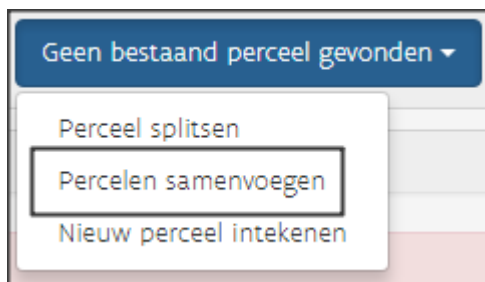 Geen bestaand perceel gevonden
Perceel splitsen
Percelen samenvoegen
Nieuw perceel intekenen